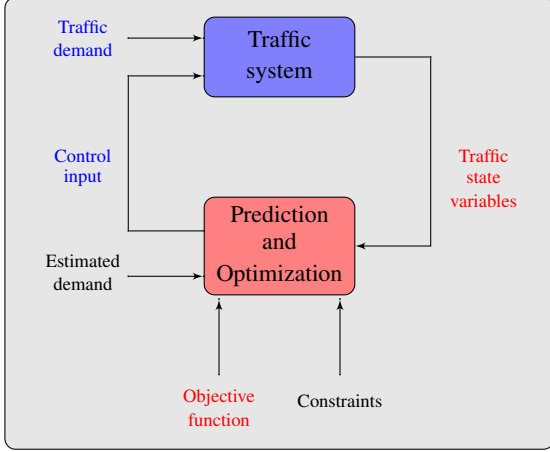 Traffic
demand
Traffic
system
Control
input
Traffic
state
variables
Prediction
and
Optimization
Estimated
demand
Objective
function
Constraints